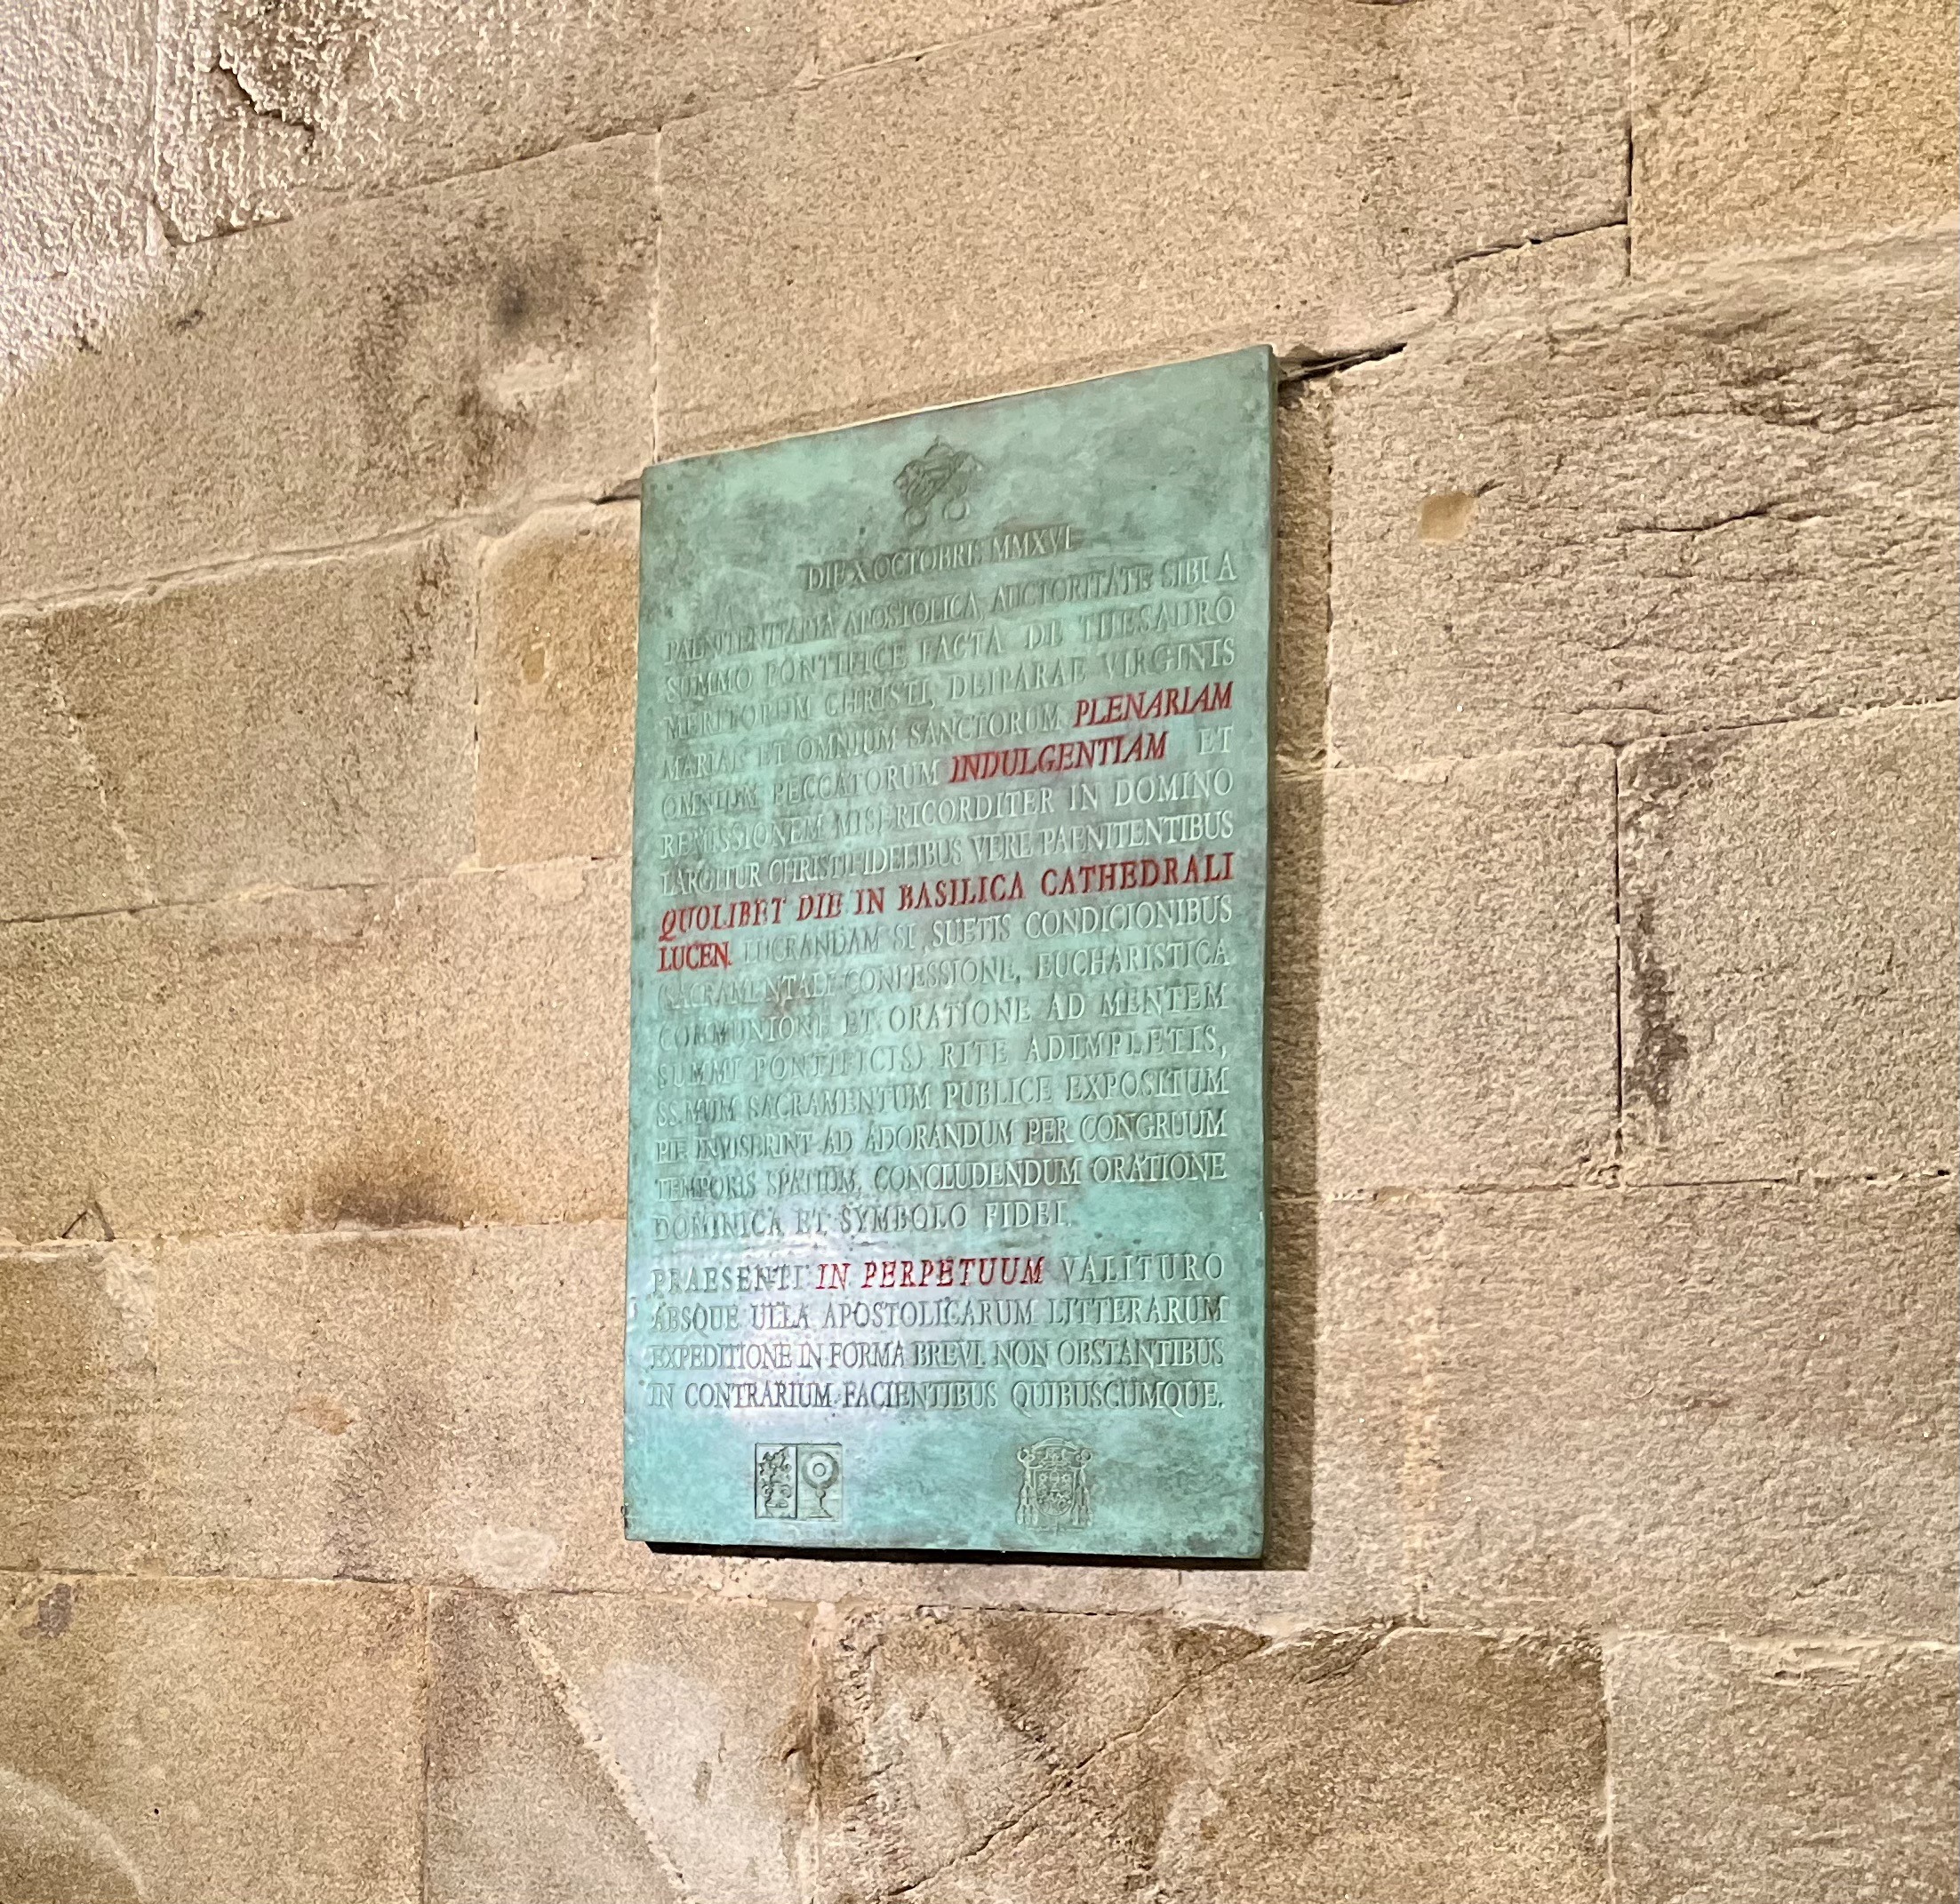 DIE X OCTOBRE MMXVI
PAENITENTIARIA APOSTOLICA, AUCTORITATE SIBI A
SUMMO PONTIFICE FACTA DE THESAURO
MERITORUM CHRISTI, DEIPARAE VIRGINIS
MARIAE ET OMNIUM SANCTORUM PLENARIAM
OMNIUM PECCATORUM INDULGENTIAM ET
REMISSIONEM MISERICORDITER IN DOMINO
LARGITUR CHRISTIFIDELIBUS VERE PAENITENTIBUS
QUOLIBET DIE IN BASILICA CATHEDRALI
LUCEN. LUCRANDAM SI, SUETIS CONDICIONIBUS
(SACRAMENTALI CONFESSIONE, EUCHARISTICA
COMMUNIONE ET ORATIONE AD MENTEM
SUMMI PONTIFICIS) RITE ADIMPLETIS,
SS.MUM SACRAMENTUM PUBLICE EXPOSITUM
PIE INVISERINT AD ADORANDUM PER CONGRUUM
TEMPORIS SPATIUM, CONCLUDENDUM ORATIONE
DOMINICA ET SYMBOLO FIDEI.
PRAESENTI IN PERPETUUM VALITURO
ABSQUE ULLA APOSTOLICARUM LITTERARUM
EXPEDITIONE IN FORMA BREVI. NON OBSTANTIBUS
IN CONTRARIUM FACIENTIBUS QUIBUSCUMQUE.